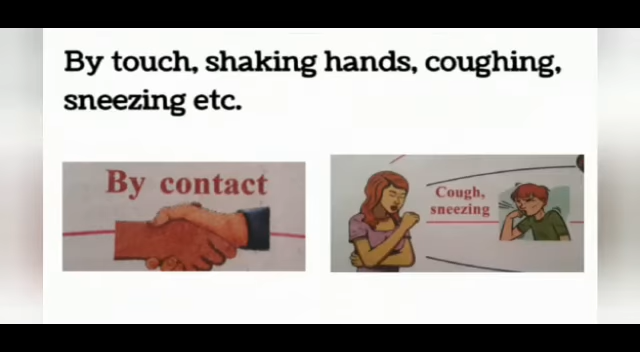 By touch, shaking hands, coughing,
sneezing etc.
By contact
Cough,
sneezing